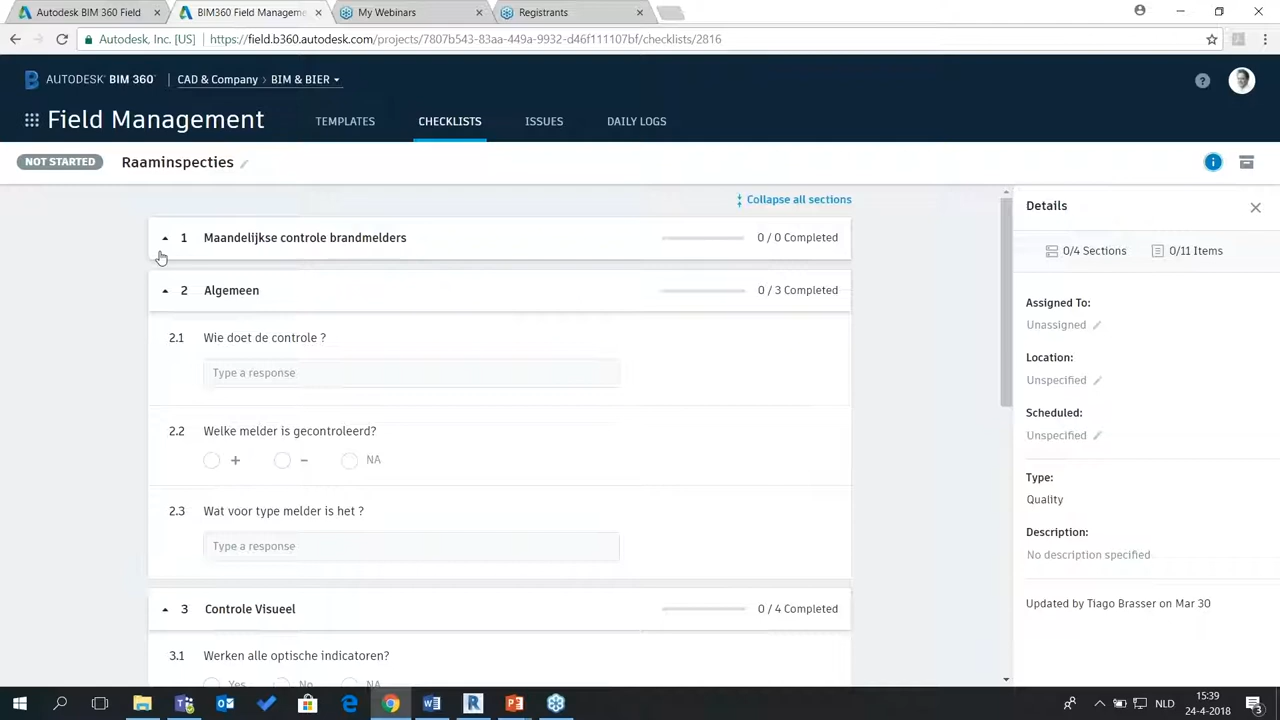 Autodesk BIM 360 Field
BIM360 Field Manageme
My Webinars
Registrants
Autodesk, Inc. [US]
https://field.b360.autodesk.com/projects/7807b543-83aa-449a-9932-d46f111107bf/checklists/2816
AUTODESK® BIM 360°
CAD & Company > BIM & BIER
Field Management
TEMPLATES
CHECKLISTS
ISSUES
DAILY LOGS
NOT STARTED
Raaminspecties
Collapse all sections
1 Maandelijkse controle brandmelders 0 / 0 Completed
2 Algemeen 0 / 3 Completed
2.1 Wie doet de controle ?
Type a response
2.2 Welke melder is gecontroleerd?
+ − NA
2.3 Wat voor type melder is het ?
Type a response
3 Controle Visueel 0 / 4 Completed
3.1 Werken alle optische indicatoren?
Yes No NA
Details
0/4 Sections 0/11 Items
Assigned To:
Unassigned
Location:
Unspecified
Scheduled:
Unspecified
Type:
Quality
Description:
No description specified
Updated by Tiago Brasser on Mar 30
NLD
15:39
24-4-2018
3